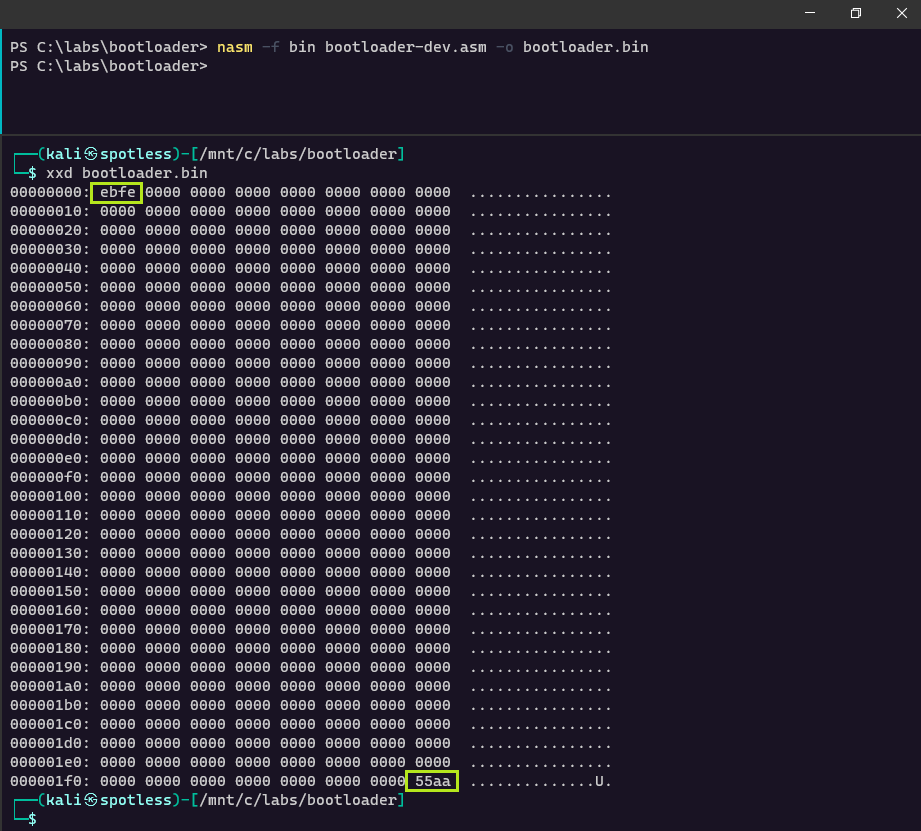 PS C:\labs\bootloader> nasm -f bin bootloader-dev.asm -o bootloader.bin
PS C:\labs\bootloader>
┌──(kali㉿spotless)-[/mnt/c/labs/bootloader]
└─$ xxd bootloader.bin
00000000: ebfe 0000 0000 0000 0000 0000 0000 0000  ................
00000010: 0000 0000 0000 0000 0000 0000 0000 0000  ................
00000020: 0000 0000 0000 0000 0000 0000 0000 0000  ................
00000030: 0000 0000 0000 0000 0000 0000 0000 0000  ................
00000040: 0000 0000 0000 0000 0000 0000 0000 0000  ................
00000050: 0000 0000 0000 0000 0000 0000 0000 0000  ................
00000060: 0000 0000 0000 0000 0000 0000 0000 0000  ................
00000070: 0000 0000 0000 0000 0000 0000 0000 0000  ................
00000080: 0000 0000 0000 0000 0000 0000 0000 0000  ................
00000090: 0000 0000 0000 0000 0000 0000 0000 0000  ................
000000a0: 0000 0000 0000 0000 0000 0000 0000 0000  ................
000000b0: 0000 0000 0000 0000 0000 0000 0000 0000  ................
000000c0: 0000 0000 0000 0000 0000 0000 0000 0000  ................
000000d0: 0000 0000 0000 0000 0000 0000 0000 0000  ................
000000e0: 0000 0000 0000 0000 0000 0000 0000 0000  ................
000000f0: 0000 0000 0000 0000 0000 0000 0000 0000  ................
00000100: 0000 0000 0000 0000 0000 0000 0000 0000  ................
00000110: 0000 0000 0000 0000 0000 0000 0000 0000  ................
00000120: 0000 0000 0000 0000 0000 0000 0000 0000  ................
00000130: 0000 0000 0000 0000 0000 0000 0000 0000  ................
00000140: 0000 0000 0000 0000 0000 0000 0000 0000  ................
00000150: 0000 0000 0000 0000 0000 0000 0000 0000  ................
00000160: 0000 0000 0000 0000 0000 0000 0000 0000  ................
00000170: 0000 0000 0000 0000 0000 0000 0000 0000  ................
00000180: 0000 0000 0000 0000 0000 0000 0000 0000  ................
00000190: 0000 0000 0000 0000 0000 0000 0000 0000  ................
000001a0: 0000 0000 0000 0000 0000 0000 0000 0000  ................
000001b0: 0000 0000 0000 0000 0000 0000 0000 0000  ................
000001c0: 0000 0000 0000 0000 0000 0000 0000 0000  ................
000001d0: 0000 0000 0000 0000 0000 0000 0000 0000  ................
000001e0: 0000 0000 0000 0000 0000 0000 0000 0000  ................
000001f0: 0000 0000 0000 0000 0000 0000 0000 55aa  ..............U.
┌──(kali㉿spotless)-[/mnt/c/labs/bootloader]
└─$